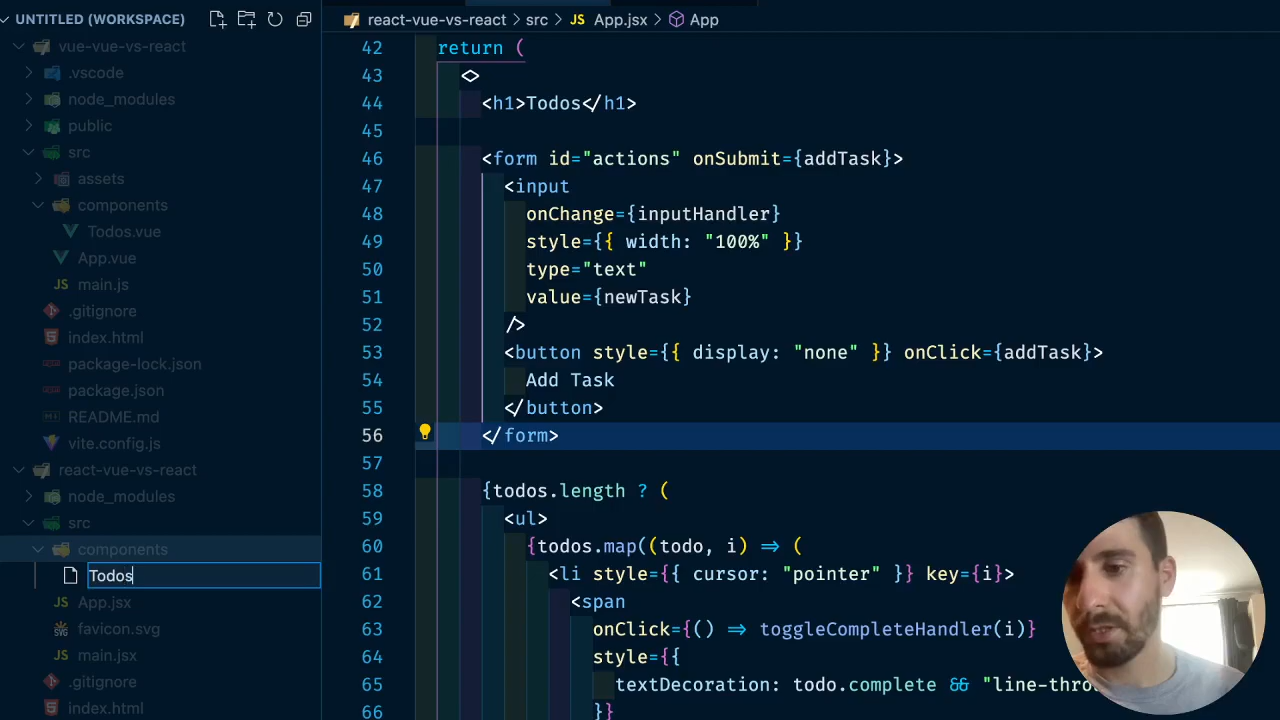 UNTITLED (WORKSPACE)
vue-vue-vs-react
.vscode
node_modules
public
src
assets
components
Todos.vue
App.vue
JS main.js
.gitignore
index.html
package-lock.json
package.json
README.md
vite.config.js
react-vue-vs-react
node_modules
src
components
Todos
App.jsx
favicon.svg
main.jsx
.gitignore
index.html
react-vue-vs-react > src > JS App.jsx > App
42 return (
43 <>
44 <h1>Todos</h1>
45
46 <form id="actions" onSubmit={addTask}>
47 <input
48 onChange={inputHandler}
49 style={{ width: "100%" }}
50 type="text"
51 value={newTask}
52 />
53 <button style={{ display: "none" }} onClick={addTask}>
54 Add Task
55 </button>
56 </form>
57
58 {todos.length ? (
59 <ul>
60 {todos.map((todo, i) => (
61 <li style={{ cursor: "pointer" }} key={i}>
62 <span
63 onClick={() => toggleCompleteHandler(i)}
64 style={{
65 textDecoration: todo.complete && "line-thro
66 }}